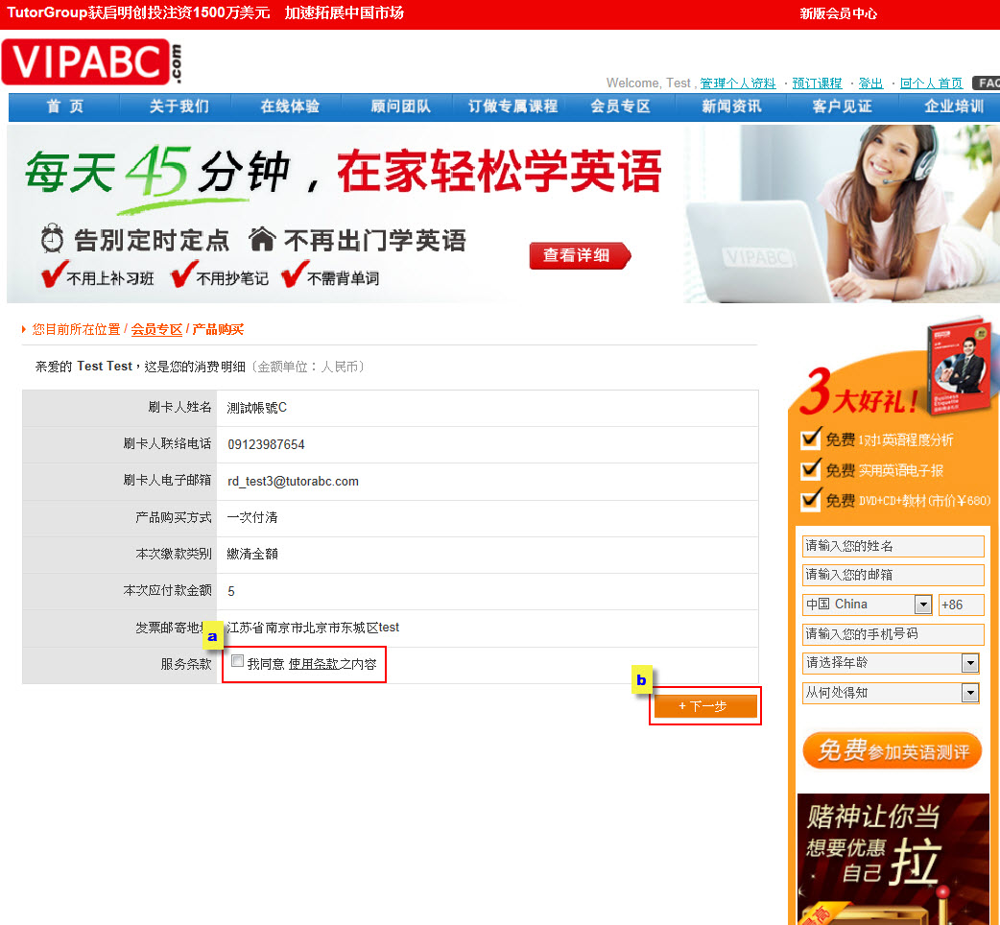 TutorGroup获启明创投注资1500万美元 加速拓展中国市场 新版会员中心
VIPABC.com
Welcome, Test , 管理个人资料 · 预订课程 · 登出 · 回个人首页 FAQ
首 页 关于我们 在线体验 顾问团队 订做专属课程 会员专区 新闻资讯 客户见证 企业培训
每天45分钟，在家轻松学英语
告别定时定点 不再出门学英语
查看详细
VIPABC
不用上补习班 不用抄笔记 不需背单词
您目前所在位置 / 会员专区 / 产品购买
亲爱的 Test Test，这是您的消费明细〔金额单位：人民币〕
刷卡人姓名 測試帳號C
刷卡人联络电话 09123987654
刷卡人电子邮箱 rd_test3@tutorabc.com
产品购买方式 一次付清
本次缴款类别 繳清全額
本次应付款金额 5
发票邮寄地 江苏省南京市北京市东城区test
a
服务条款 我同意 使用条款之内容
b
+ 下一步
Business
Etiquette
3大好礼!
免费 1对1英语程度分析
免费 实用英语电子报
免费 DVD+CD+教材(市价￥680)
请输入您的姓名
请输入您的邮箱
中国 China +86
请输入您的手机号码
请选择年龄
从何处得知
免费参加英语测评
赌神让你当
想要优惠
自己 拉
最高